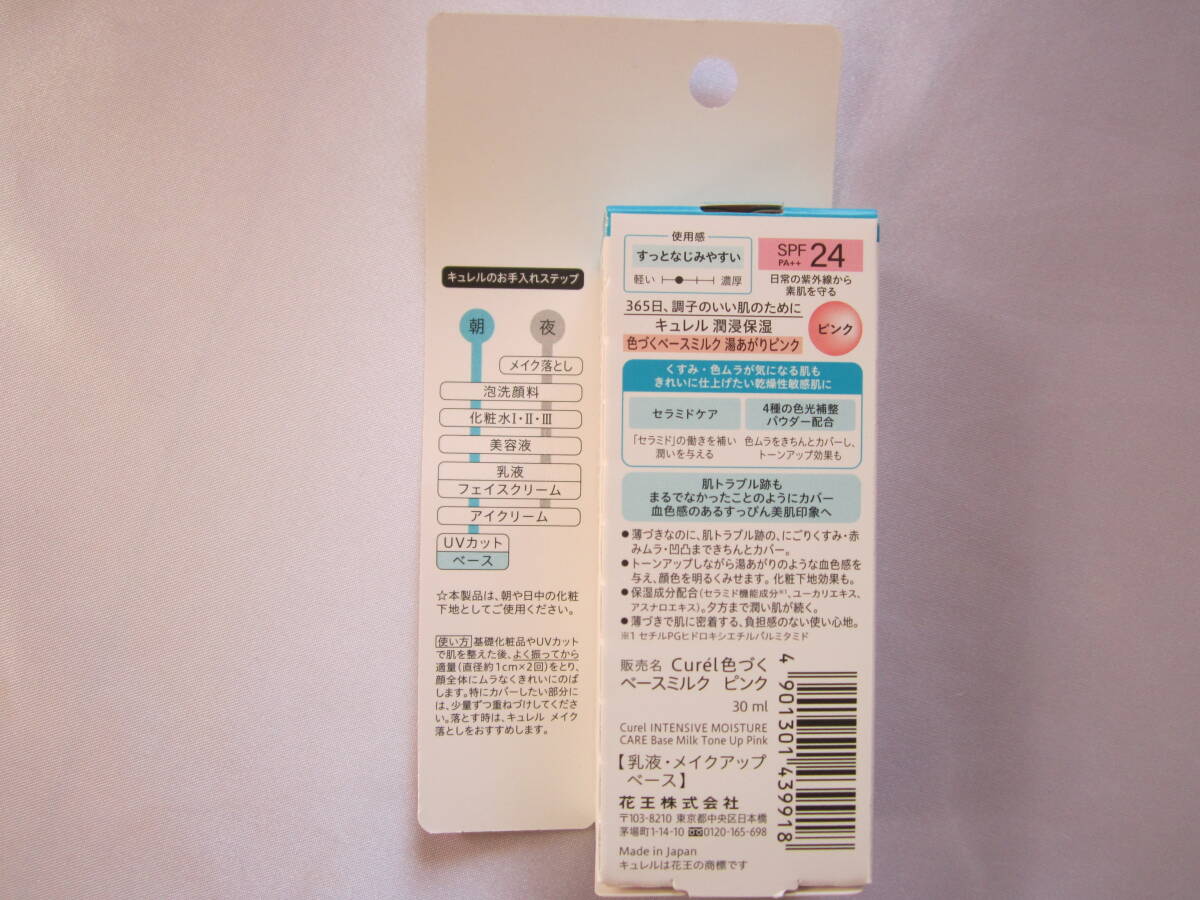 キュレルのお手入れステップ
朝 夜
メイク落とし
泡洗顔料
化粧水Ⅰ・Ⅱ・Ⅲ
美容液
乳液
フェイスクリーム
アイクリーム
UVカット
ベース
☆本製品は、朝や日中の化粧
下地としてご使用ください。
使い方 基礎化粧品やUVカット
で肌を整えた後、よく振ってから
適量(直径約1cm×2回)をとり、
顔全体にムラなくきれいにのば
します。特にカバーしたい部分に
は、少量ずつ重ねづけしてくださ
い。落とす時は、キュレル メイク
落としをおすすめします。
使用感
すっとなじみやすい
軽い 濃厚
SPF 24
PA++
日常の紫外線から
素肌を守る
365日、調子のいい肌のために
キュレル 潤浸保湿
色づくベースミルク 湯あがりピンク
ピンク
くすみ・色ムラが気になる肌も
きれいに仕上げたい乾燥性敏感肌に
セラミドケア
「セラミド」の働きを補い
潤いを与える
4種の色光補整
パウダー配合
色ムラをきちんとカバーし、
トーンアップ効果も
肌トラブル跡も
まるでなかったことのようにカバー
血色感のあるすっぴん美肌印象へ
●薄づきなのに、肌トラブル跡の、にごりくすみ・赤
みムラ・凹凸まできちんとカバー。
●トーンアップしながら湯あがりのような血色感を
与え、顔色を明るくみせます。化粧下地効果も。
●保湿成分配合(セラミド機能成分※1、ユーカリエキス、
アスナロエキス)。夕方まで潤い肌が続く。
●薄づきで肌に密着する、負担感のない使い心地。
※1 セチルPGヒドロキシエチルパルミタミド
販売名 Curél色づく
ベースミルク ピンク
30 ml
Curel INTENSIVE MOISTURE
CARE Base Milk Tone Up Pink
【乳液・メイクアップ
ベース】
花王株式会社
〒103-8210 東京都中央区日本橋
茅場町1-14-10 0120-165-698
Made in Japan
キュレルは花王の商標です
4 901301 439918